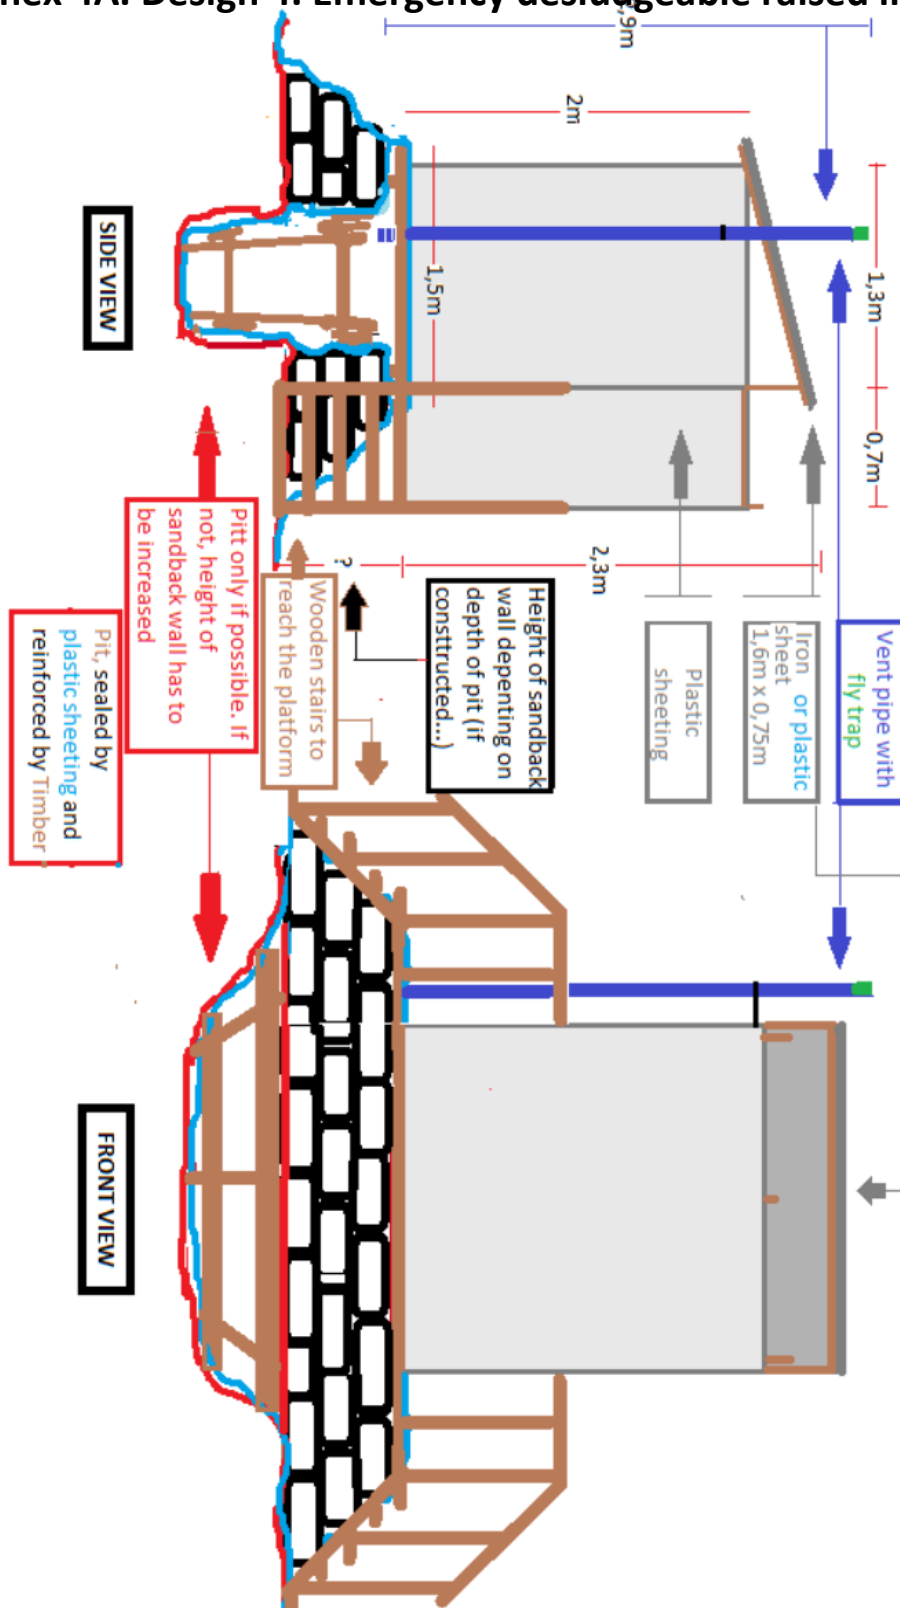 Design 4. Emergency desludgeable raised
,9m
2m
1,3m
1,5m
0,7m
2,3m
?
SIDE VIEW
Vent pipe with
fly trap
Iron or plastic
sheet
1,6m x 0,75m
Plastic
sheeting
Height of sandback
wall depenting on
depth of pit (if
consttructed...)
Wooden stairs to
reach the platform
Pitt only if possible. If
not, height of
sandback wall has to
be increased
Pit, sealed by
plastic sheeting and
reinforced by Timber
FRONT VIEW